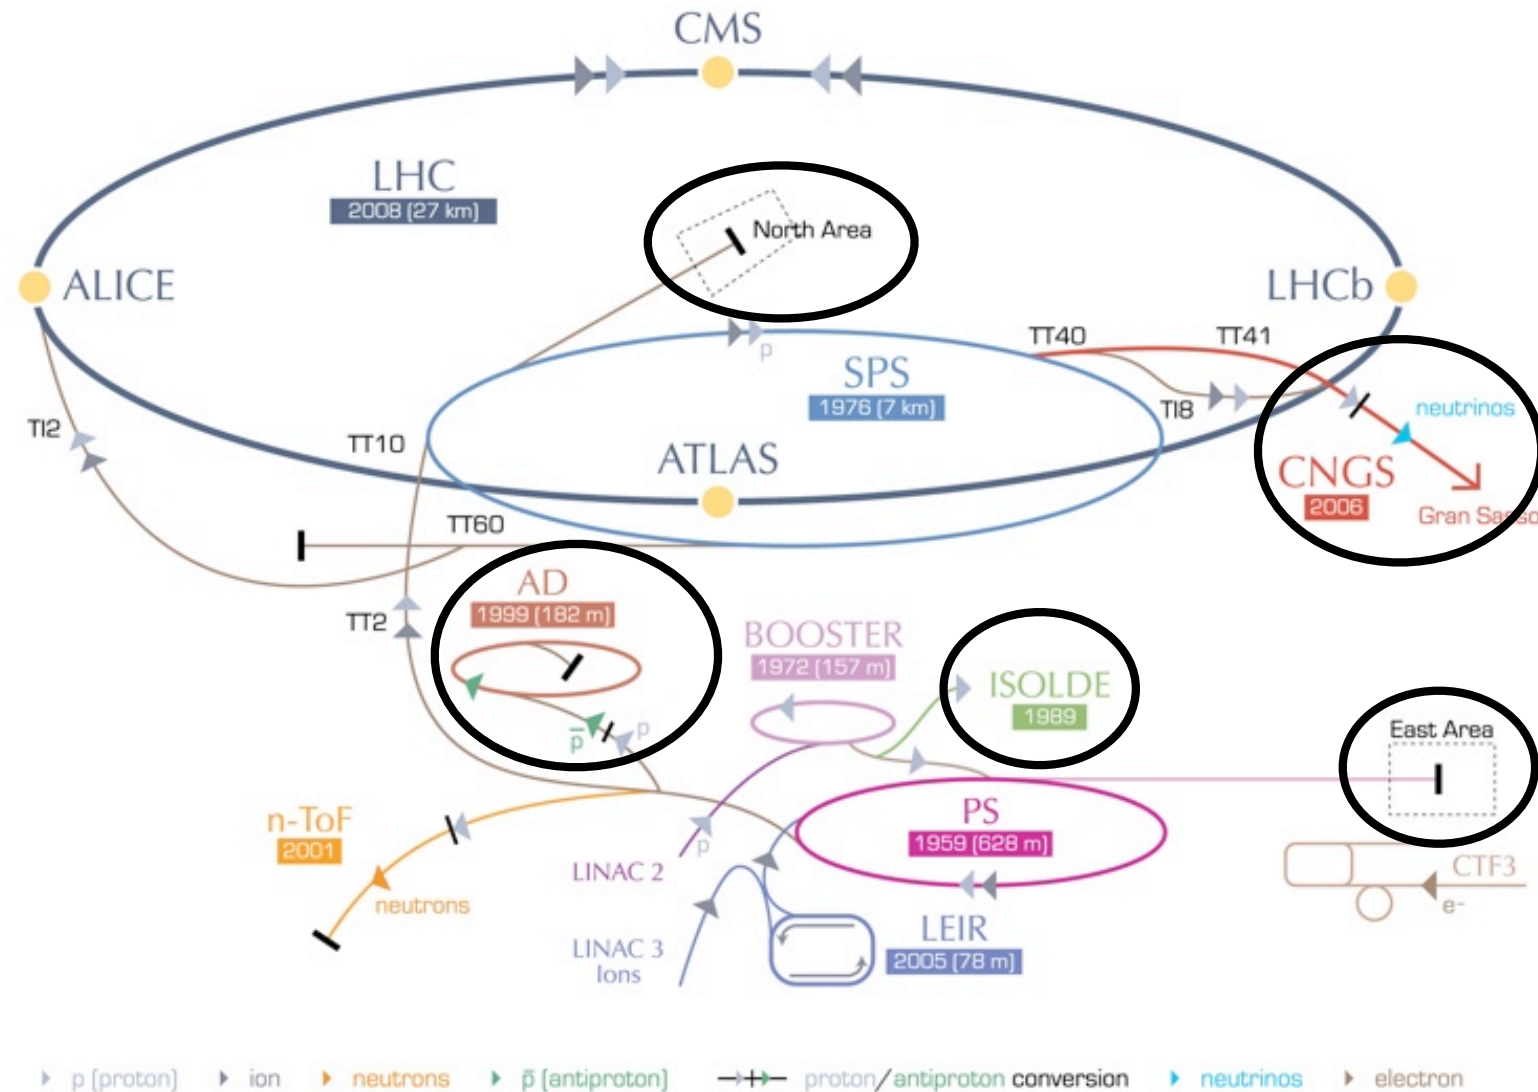 CMS
LHC
2008 (27 km)
North Area
ALICE
LHCb
TT40
TT41
p
SPS
1976 (7 km)
TI8
neutrinos
TI2
TT10
ATLAS
CNGS
2006
Gran Sasso
TT60
AD
1999 (182 m)
TT2
BOOSTER
1972 (157 m)
ISOLDE
1989
p̄
p
East Area
n-ToF
2001
PS
1959 (628 m)
p
LINAC 2
neutrons
CTF3
e-
LINAC 3
Ions
LEIR
2005 (78 m)
p (proton) ion neutrons p̄ (antiproton) proton/antiproton conversion neutrinos electron